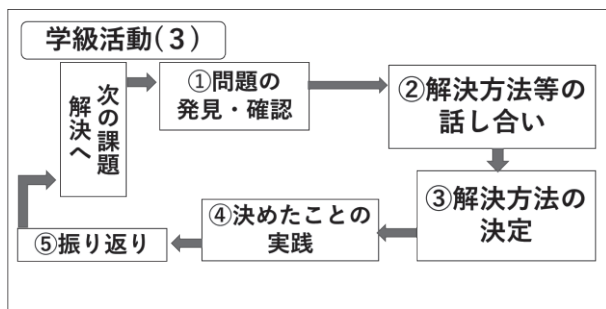 学級活動(３)
①問題の
発見・確認
②解決方法等の
話し合い
③解決方法の
決定
④決めたことの
実践
⑤振り返り
次の課題
解決へ